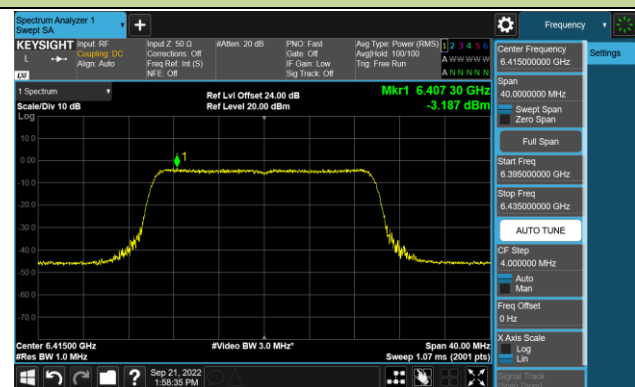 Spectrum Analyzer 1
Swept SA
+
Frequency
KEYSIGHT
L
LXI
Input: RF
Coupling: DC
Align: Auto
Input Z: 50 Ω
Corrections: Off
Freq Ref: Int (S)
NFE: Off
#Atten: 20 dB
PNO: Fast
Gate: Off
IF Gain: Low
Sig Track: Off
Avg Type: Power (RMS)
Avg|Hold: 100/100
Trig: Free Run
1 2 3 4 5 6
A W W W W W
A N N N N N
1 Spectrum
Scale/Div 10 dB
Log
Ref Lvl Offset 24.00 dB
Ref Level 20.00 dBm
Mkr1 6.407 30 GHz
-3.187 dBm
10.0
0.00
-10.0
-20.0
-30.0
-40.0
-50.0
-60.0
-70.0
1
Center 6.41500 GHz
#Res BW 1.0 MHz
#Video BW 3.0 MHz*
Span 40.00 MHz
Sweep 1.07 ms (2001 pts)
Sep 21, 2022
1:58:35 PM
?
Center Frequency
6.415000000 GHz
Settings
Span
40.0000000 MHz
Swept Span
Zero Span
Full Span
Start Freq
6.395000000 GHz
Stop Freq
6.435000000 GHz
AUTO TUNE
CF Step
4.000000 MHz
Auto
Man
Freq Offset
0 Hz
X Axis Scale
Log
Lin
Signal Track
(Span Zoom)